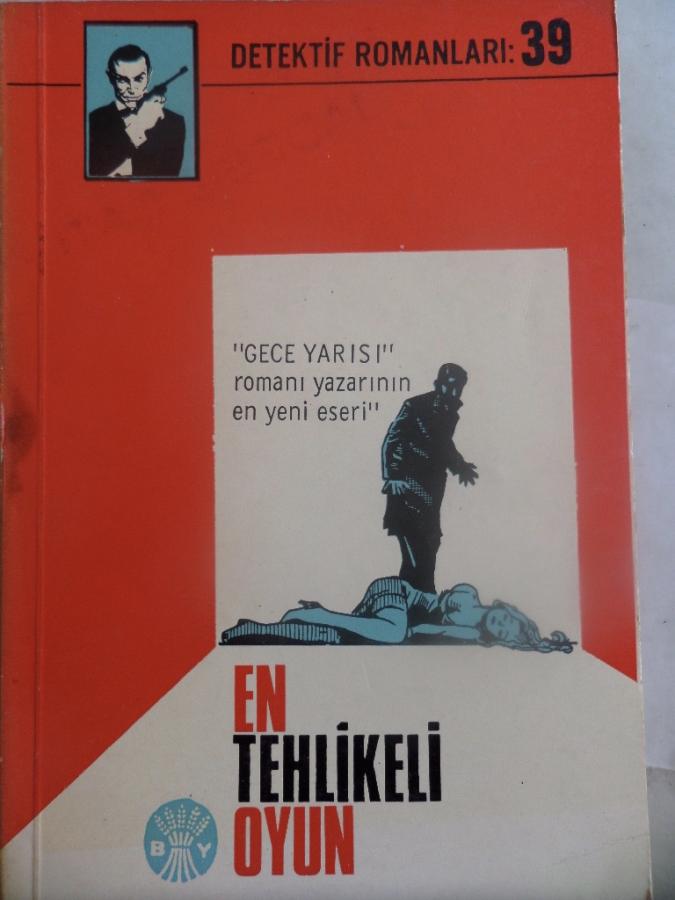 DETEKTİF ROMANLARI: 39
"GECE YARISI"
romanı yazarının
en yeni eseri"
EN
TEHLİKELİ
OYUN
B Y